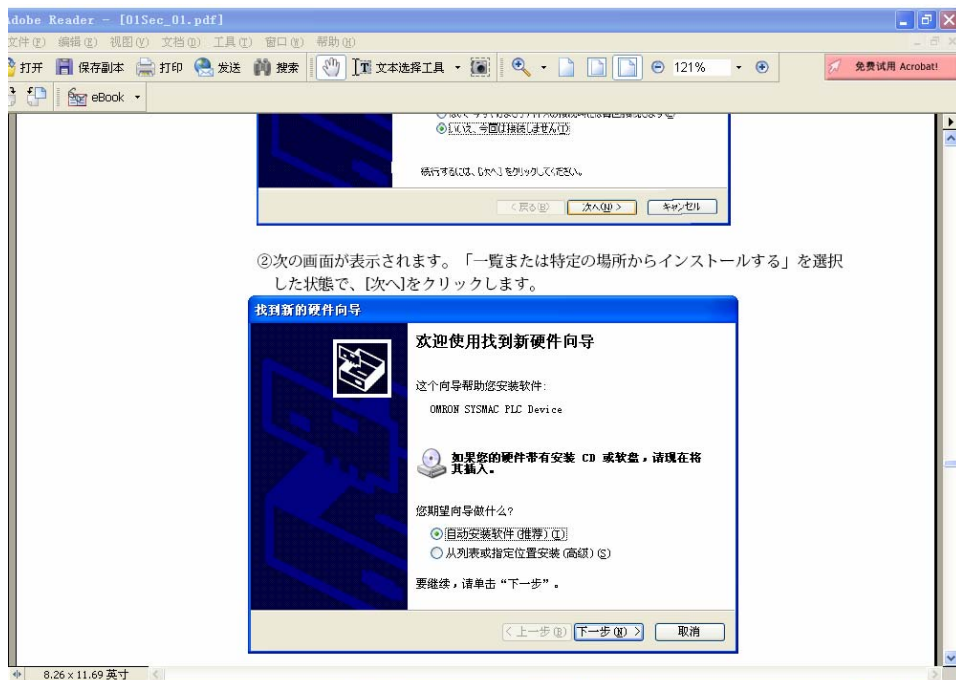 Adobe Reader - [01Sec_01.pdf]
文件(F) 编辑(E) 视图(V) 文档(D) 工具(T) 窗口(W) 帮助(H)
打开 保存副本 打印 发送 搜索 文本选择工具 121% 免费试用 Acrobat!
eBook
いいえ、今回は接続しません(T)
続行するには、[次へ] をクリックしてください。
< 戻る(B) 次へ(N) > キャンセル
②次の画面が表示されます。「一覧または特定の場所からインストールする」を選択
した状態で、[次へ]をクリックします。
找到新的硬件向导
欢迎使用找到新硬件向导
这个向导帮助您安装软件:
OMRON SYSMAC PLC Device
如果您的硬件带有安装 CD 或软盘，请现在将
其插入。
您期望向导做什么?
自动安装软件(推荐)(I)
从列表或指定位置安装(高级)(S)
要继续，请单击“下一步”。
< 上一步(B) 下一步(N) > 取消
8.26 x 11.69 英寸